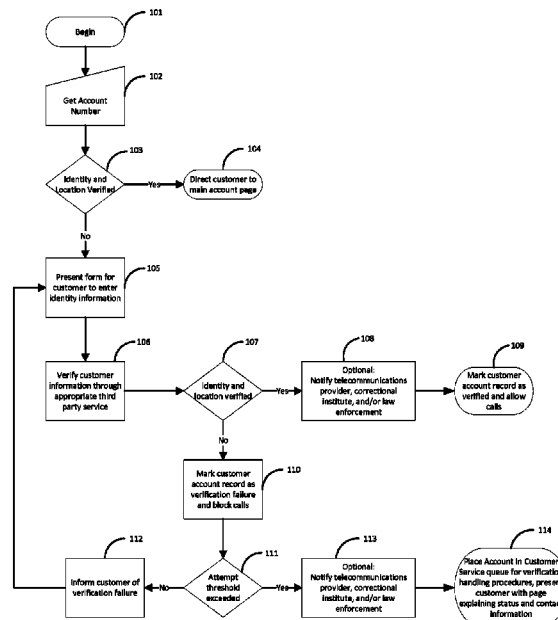 101
Begin
102
Get Account
Number
103
Identity and
Location Verified
Yes
104
Direct customer to
main account page
No
105
Present form for
customer to enter
identity information
106
Verify customer
information through
appropriate third
party service
107
Identity and
location verified
Yes
108
Optional:
Notify telecommunications
provider, correctional
institute, and/or law
enforcement
109
Mark customer
account record as
verified and allow
calls
No
110
Mark customer
account record as
verification failure
and block calls
111
Attempt
threshold
exceeded
No
112
Inform customer of
verification failure
Yes
113
Optional:
Notify telecommunications
provider, correctional
institute, and/or law
enforcement
114
Place Account in Customer
Service queue for verification
handling procedures, present
customer with page
explaining status and contact
information